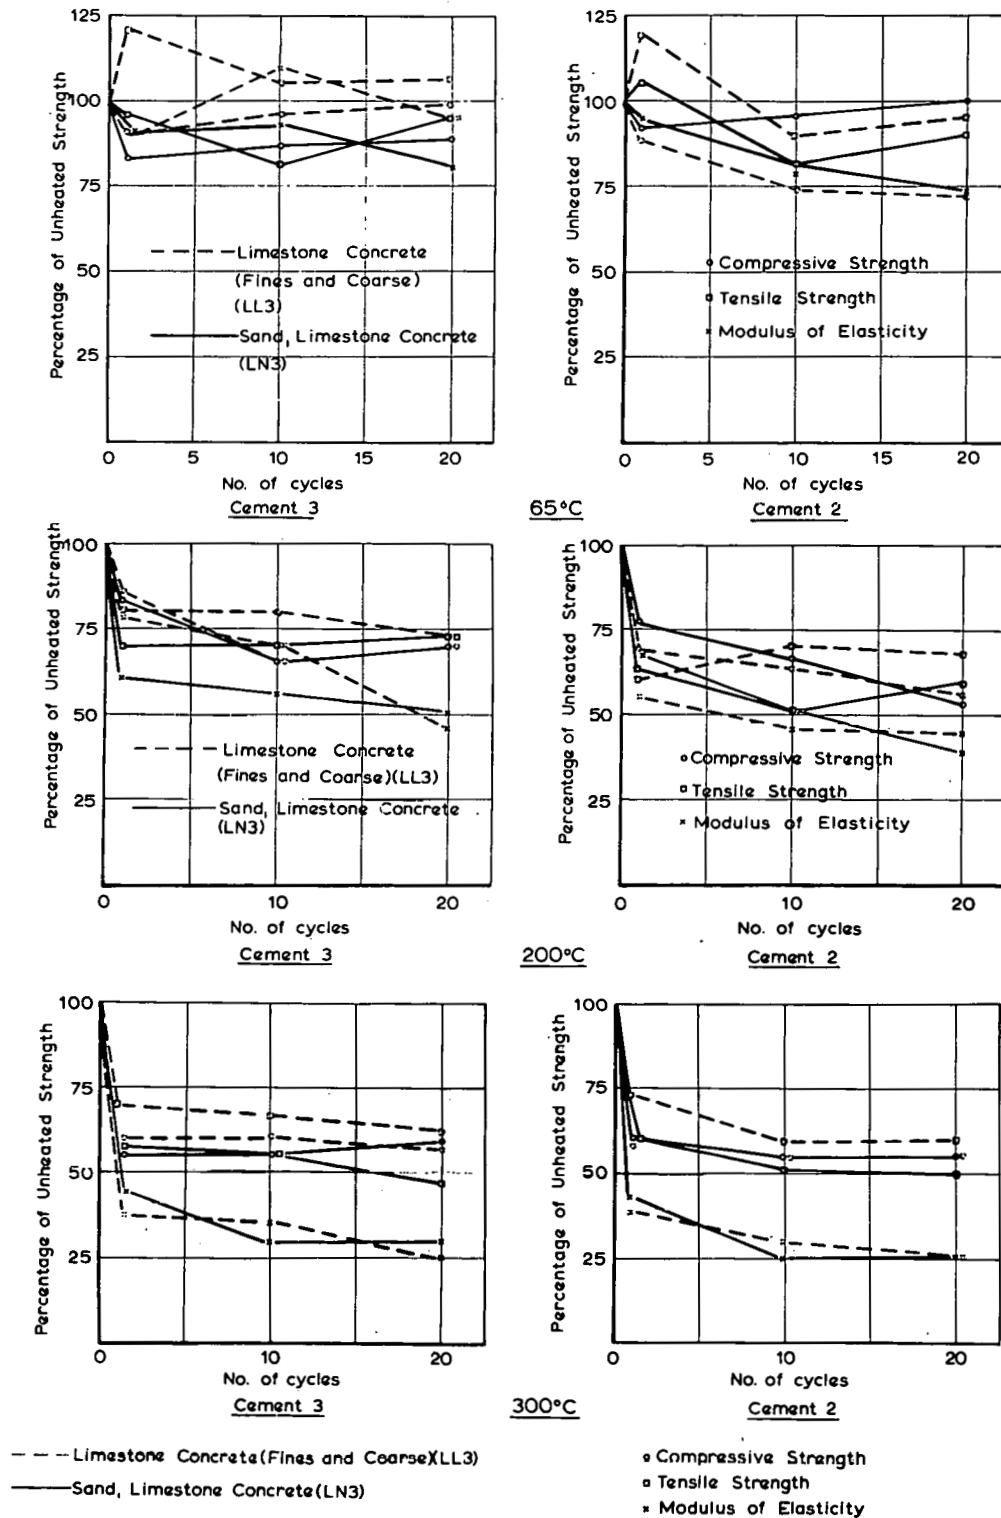 Percentage of Unheated Strength
125
100
75
50
25
0 5 10 15 20
No. of cycles
Cement 3
Limestone Concrete
(Fines and Coarse)
(LL3)
Sand, Limestone Concrete
(LN3)
65°C
Percentage of Unheated Strength
125
100
75
50
25
0 5 10 15 20
No. of cycles
Cement 2
Compressive Strength
Tensile Strength
Modulus of Elasticity
Percentage of Unheated Strength
100
75
50
25
0 10 20
No. of cycles
Cement 3
Limestone Concrete
(Fines and Coarse)(LL3)
Sand, Limestone Concrete
(LN3)
200°C
Percentage of Unheated Strength
100
75
50
25
0 10 20
No. of cycles
Cement 2
Compressive Strength
Tensile Strength
Modulus of Elasticity
Percentage of Unheated Strength
100
75
50
25
0 10 20
No. of cycles
Cement 3
300°C
Percentage of Unheated Strength
100
75
50
25
0 10 20
No. of cycles
Cement 2
Limestone Concrete(Fines and Coarse)(LL3)
Sand, Limestone Concrete(LN3)
Compressive Strength
Tensile Strength
Modulus of Elasticity